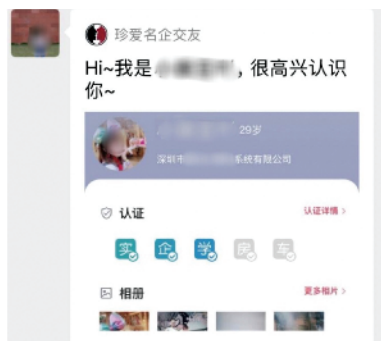 珍爱名企交友
Hi~我是 ，很高兴认识
你~
29岁
深圳市 系统有限公司
认证
认证详情 >
实 企 学 房 车
相册
更多相片 >